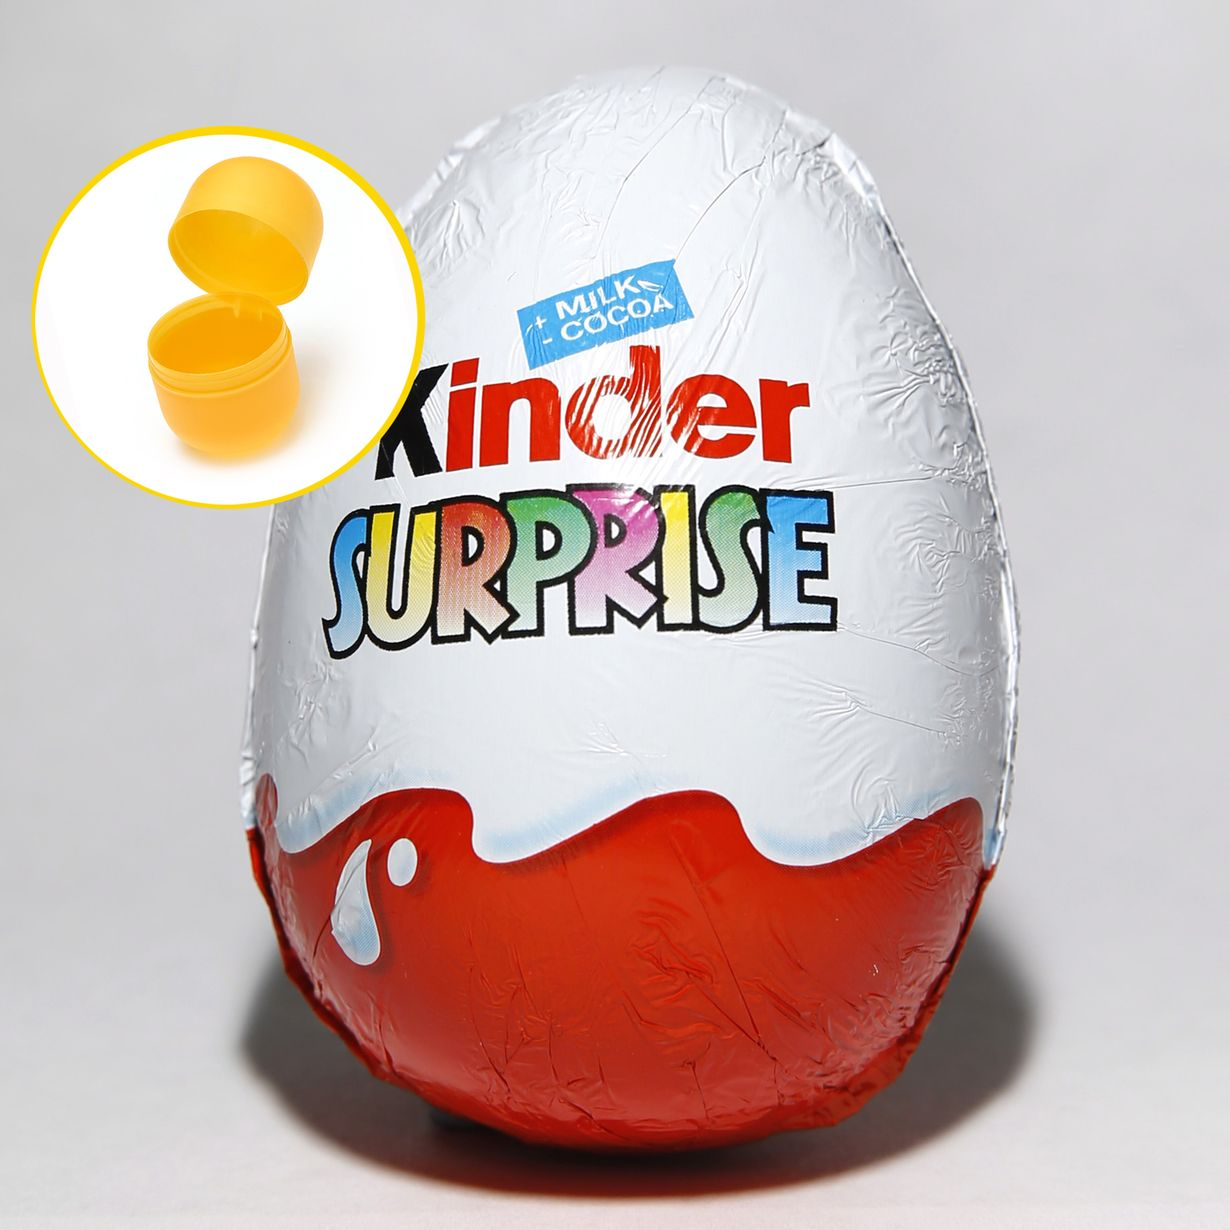 + MILK
- COCOA
Kinder
SURPRISE